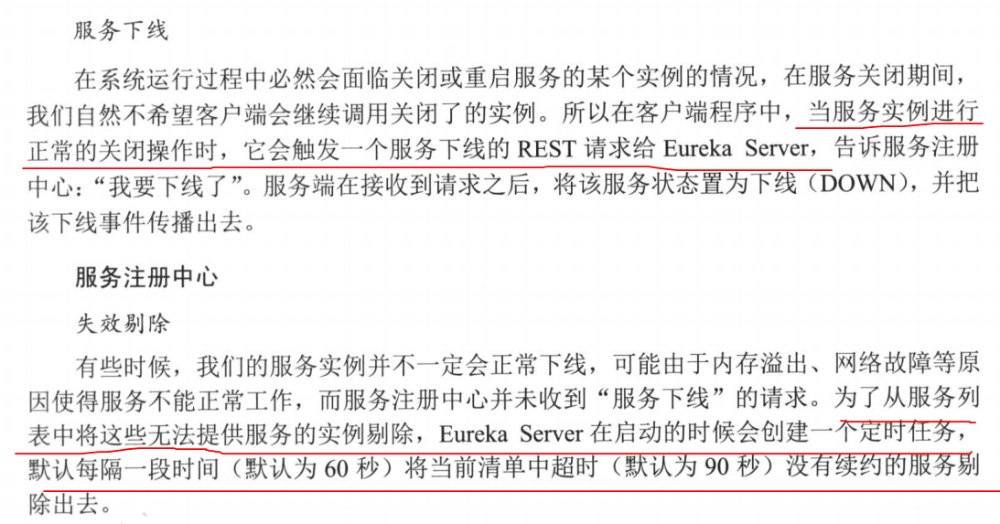 服务下线
在系统运行过程中必然会面临关闭或重启服务的某个实例的情况，在服务关闭期间，
我们自然不希望客户端会继续调用关闭了的实例。所以在客户端程序中，当服务实例进行
正常的关闭操作时，它会触发一个服务下线的 REST 请求给 Eureka Server，告诉服务注册
中心：“我要下线了”。服务端在接收到请求之后，将该服务状态置为下线（DOWN），并把
该下线事件传播出去。
服务注册中心
失效剔除
有些时候，我们的服务实例并不一定会正常下线，可能由于内存溢出、网络故障等原
因使得服务不能正常工作，而服务注册中心并未收到“服务下线”的请求。为了从服务列
表中将这些无法提供服务的实例剔除，Eureka Server 在启动的时候会创建一个定时任务，
默认每隔一段时间（默认为 60 秒）将当前清单中超时（默认为 90 秒）没有续约的服务剔
除出去。